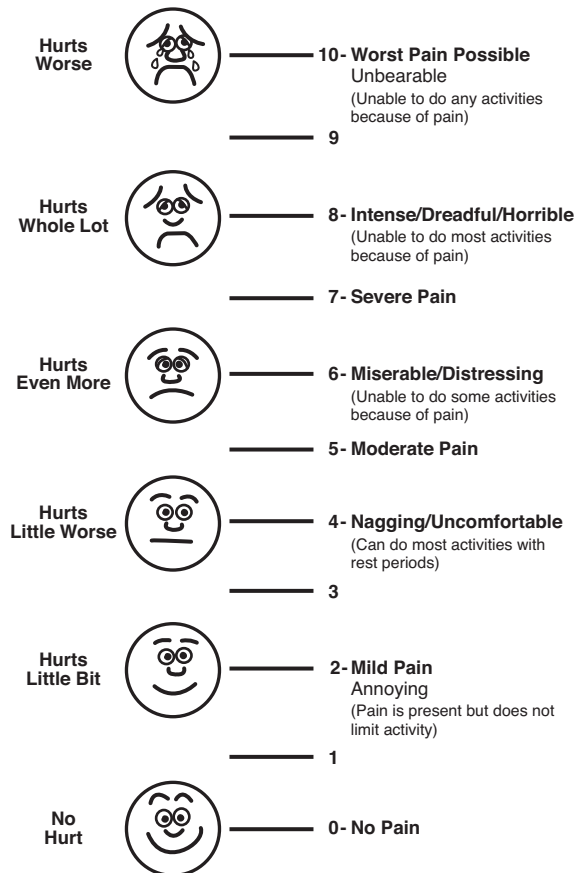 Hurts
Worse
10- Worst Pain Possible
Unbearable
(Unable to do any activities
because of pain)
9
Hurts
Whole Lot
8- Intense/Dreadful/Horrible
(Unable to do most activities
because of pain)
7- Severe Pain
Hurts
Even More
6- Miserable/Distressing
(Unable to do some activities
because of pain)
5- Moderate Pain
Hurts
Little Worse
4- Nagging/Uncomfortable
(Can do most activities with
rest periods)
3
Hurts
Little Bit
2- Mild Pain
Annoying
(Pain is present but does not
limit activity)
1
No
Hurt
0- No Pain